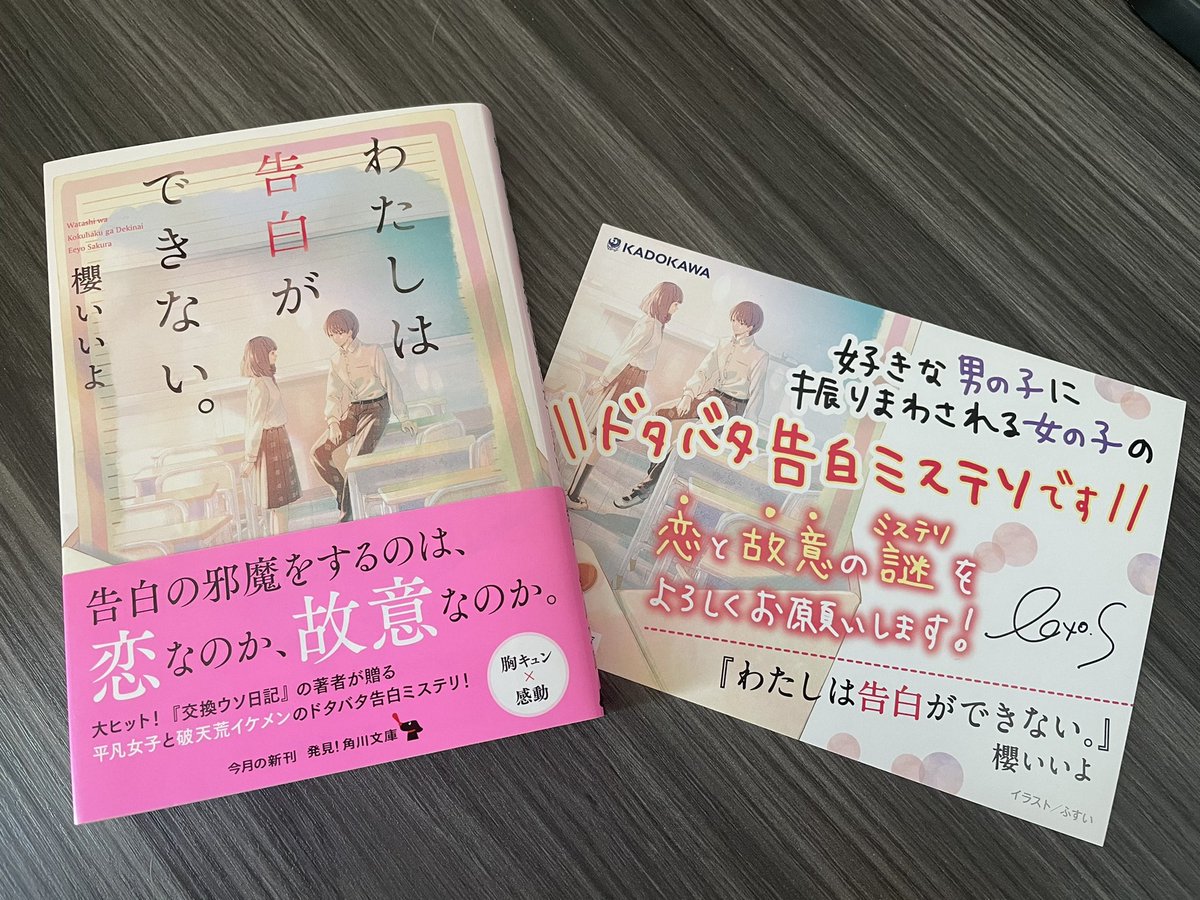 わたしは
告白が
できない。
Watashi wa
Kokuhaku ga Dekinai
Eeyo Sakura
櫻いいよ
告白の邪魔をするのは、
恋なのか、故意なのか。
大ヒット!『交換ウソ日記』の著者が贈る
平凡女子と破天荒イケメンのドタバタ告白ミステリ!
胸キュン
×
感動
今月の新刊 発見!角川文庫
KADOKAWA
好きな男の子に
振りまわされる女の子の
\\ドタバタ告白ミステリです//
ミステリ
恋と故意の謎を
よろしくお願いします!
『わたしは告白ができない。』
櫻いいよ
イラスト/ふすい